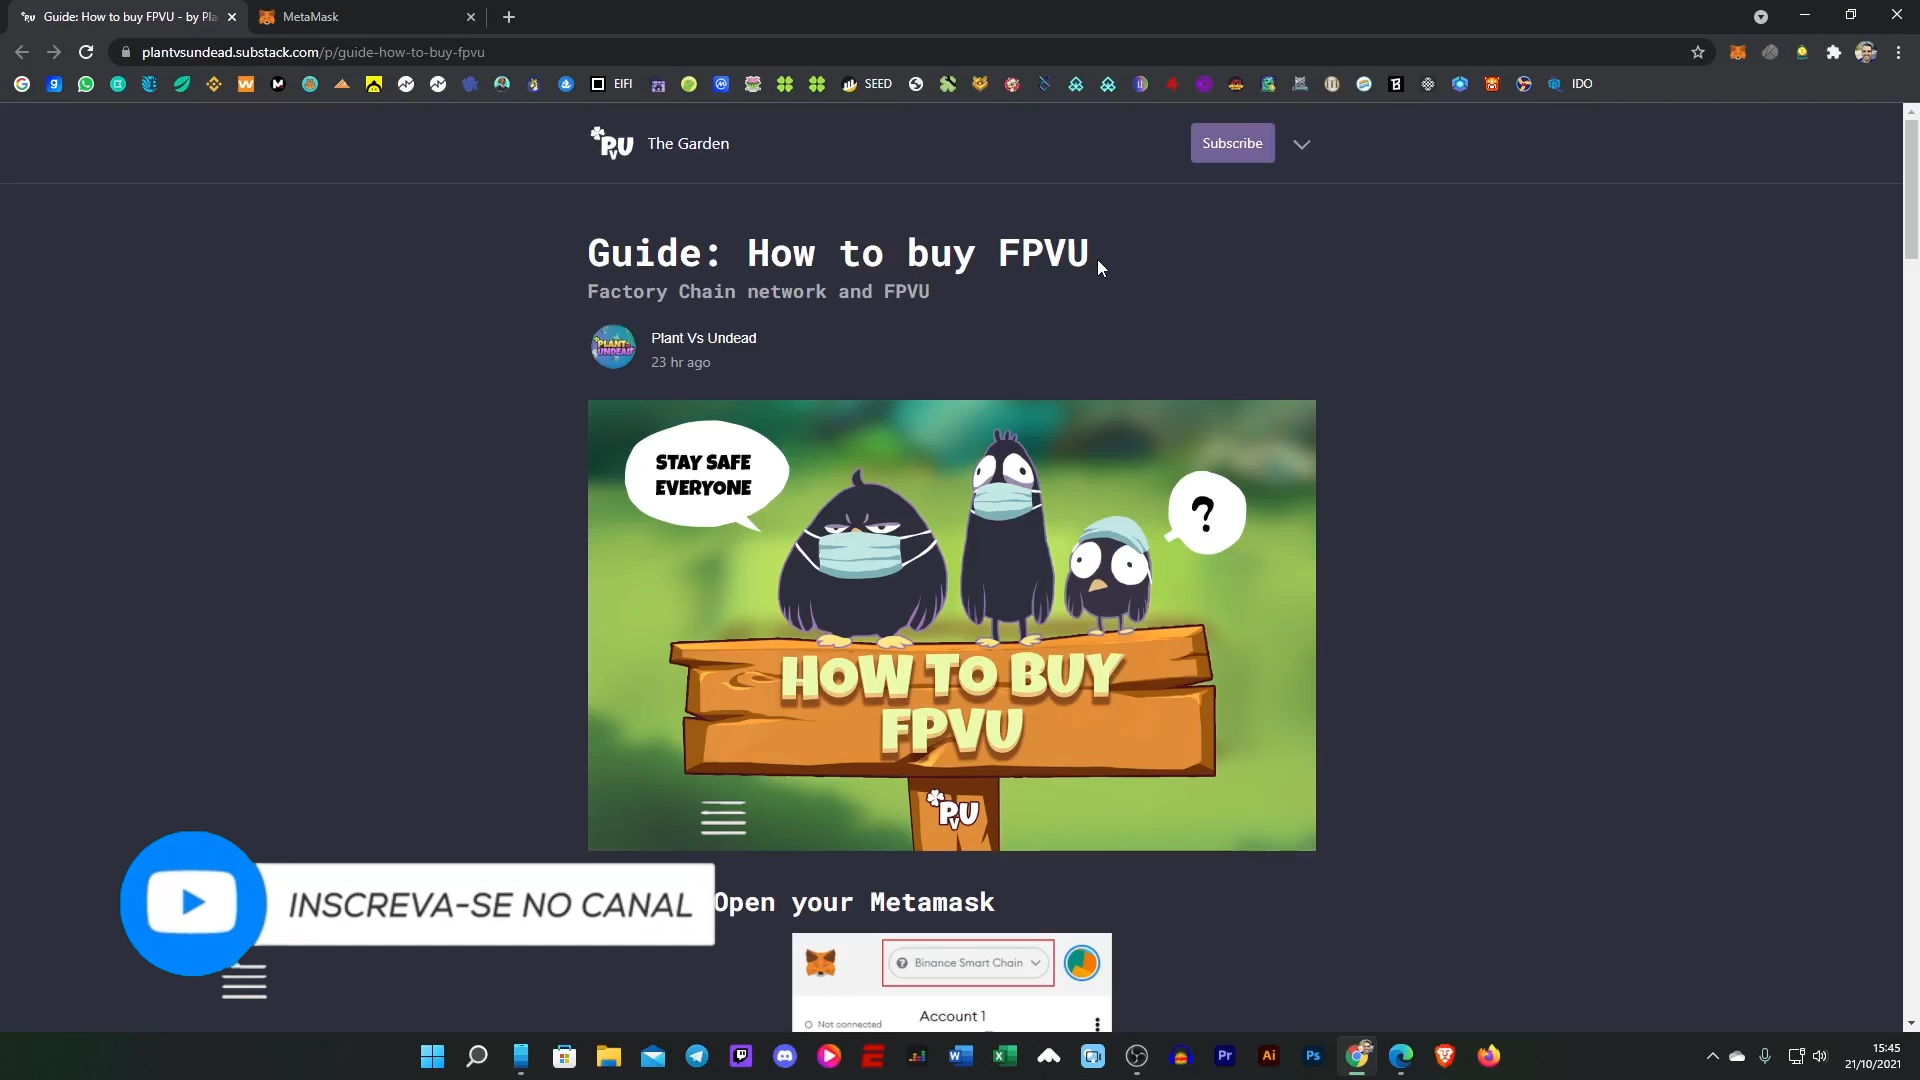 Guide: How to buy FPVU - by Pla
MetaMask
plantvsundead.substack.com/p/guide-how-to-buy-fpvu
EIFI
SEED
IDO
PVU
The Garden
Subscribe
Guide: How to buy FPVU
Factory Chain network and FPVU
Plant Vs Undead
23 hr ago
STAY SAFE
EVERYONE
?
HOW TO BUY
FPVU
PVU
INSCREVA-SE NO CANAL
Open your Metamask
Binance Smart Chain
Account 1
Not connected
15:45
21/10/2021